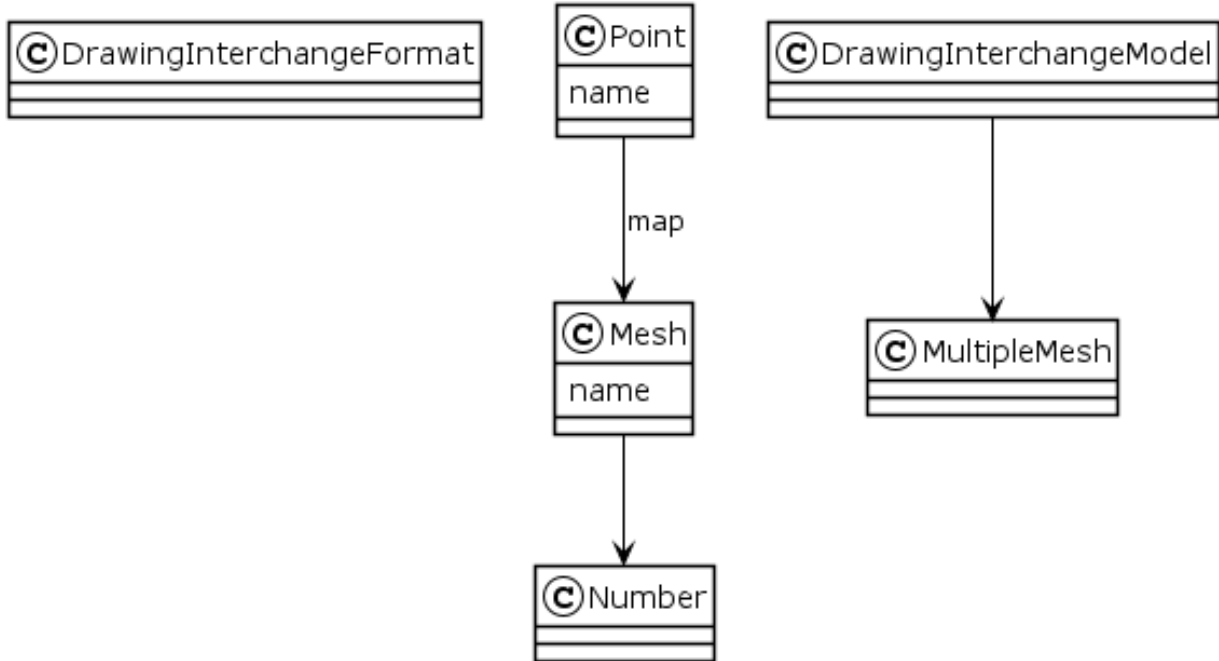 C DrawingInterchangeFormat
C Point
name
C DrawingInterchangeModel
map
C Mesh
name
C MultipleMesh
C Number